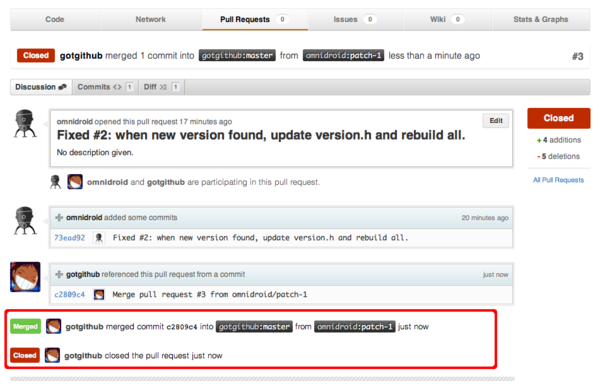 Code Network Pull Requests 0 Issues 0 Wiki 0 Stats & Graphs
Closed gotgithub merged 1 commit into gotgithub:master from omnidroid:patch-1 less than a minute ago #3
Discussion Commits 1 Diff 1
omnidroid opened this pull request 17 minutes ago Edit
Fixed #2: when new version found, update version.h and rebuild all.
No description given.
Closed
+ 4 additions
- 5 deletions
All Pull Requests
omnidroid and gotgithub are participating in this pull request.
omnidroid added some commits 20 minutes ago
73ead92 Fixed #2: when new version found, update version.h and rebuild all.
gotgithub referenced this pull request from a commit just now
c2809c4 Merge pull request #3 from omnidroid/patch-1
Merged gotgithub merged commit c2809c4 into gotgithub:master from omnidroid:patch-1 just now
Closed gotgithub closed the pull request just now